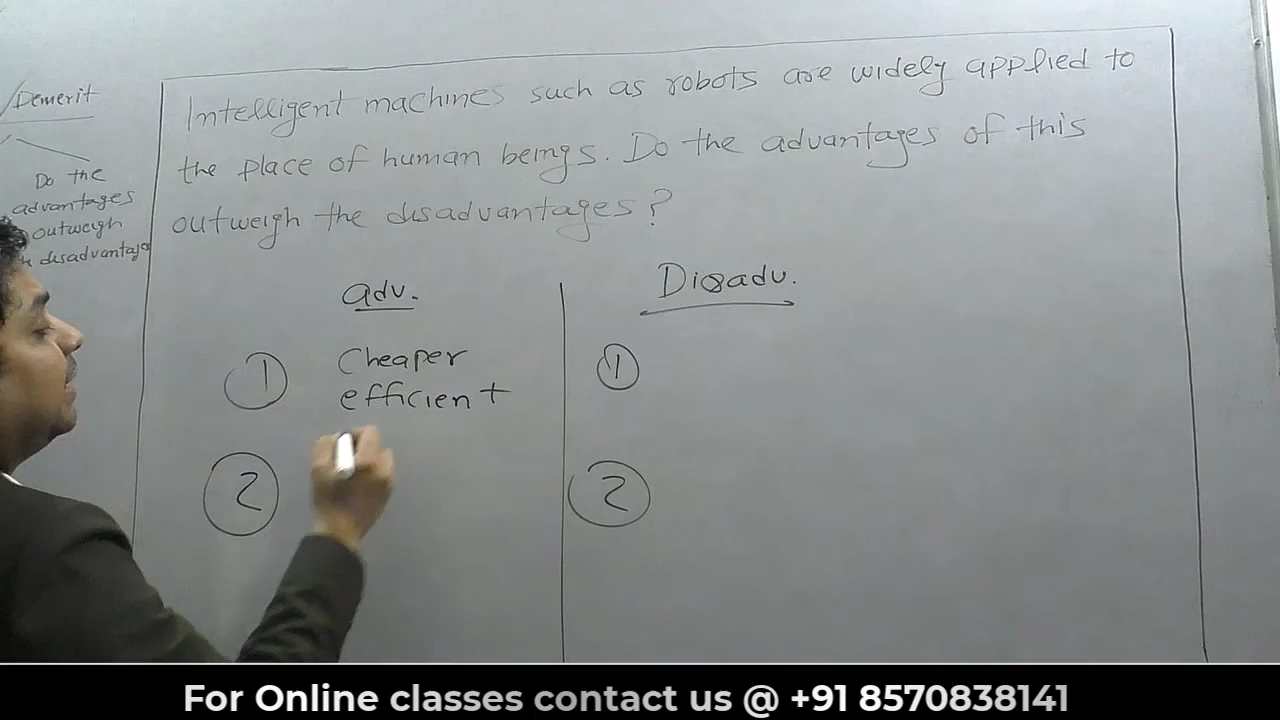 /Demerit
Do the
advantages
outweigh
disadvantage
Intelligent machines such as robots are widely applied to
the place of human beings. Do the advantages of this
outweigh the disadvantages?
adv.
Disadv.
1
Cheaper
efficient
1
2
2
For Online classes contact us @ +91 8570838141